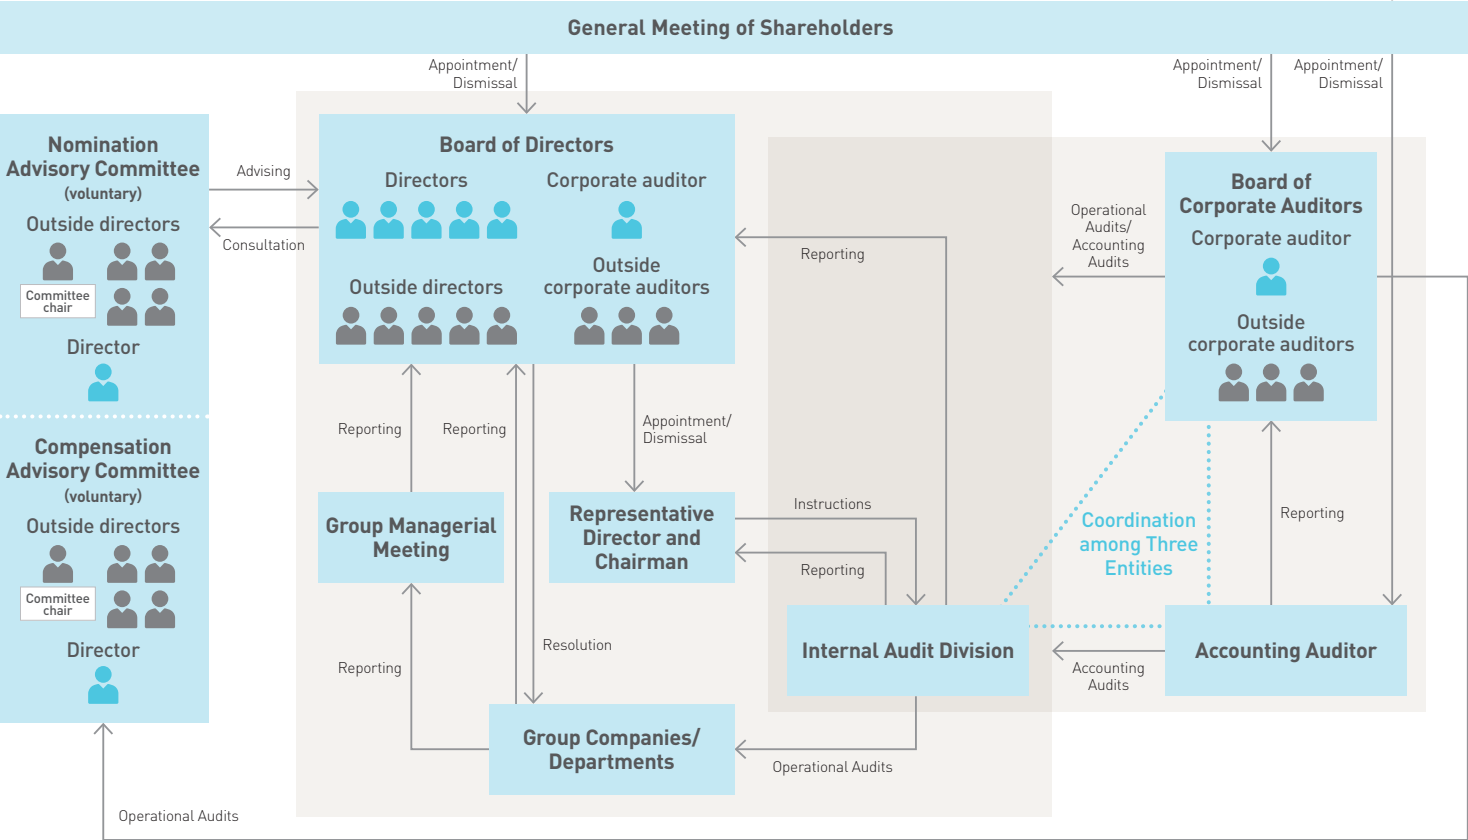 General Meeting of Shareholders
Appointment/
Dismissal
Appointment/
Dismissal
Appointment/
Dismissal
Nomination
Advisory Committee
(voluntary)
Outside directors
Committee
chair
Director
Compensation
Advisory Committee
(voluntary)
Outside directors
Committee
chair
Director
Advising
Consultation
Board of Directors
Directors
Corporate auditor
Outside directors
Outside
corporate auditors
Reporting
Operational
Audits/
Accounting
Audits
Board of
Corporate Auditors
Corporate auditor
Outside
corporate auditors
Reporting
Reporting
Appointment/
Dismissal
Group Managerial
Meeting
Representative
Director and
Chairman
Instructions
Reporting
Coordination
among Three
Entities
Reporting
Reporting
Resolution
Internal Audit Division
Accounting
Audits
Accounting Auditor
Group Companies/
Departments
Operational Audits
Operational Audits